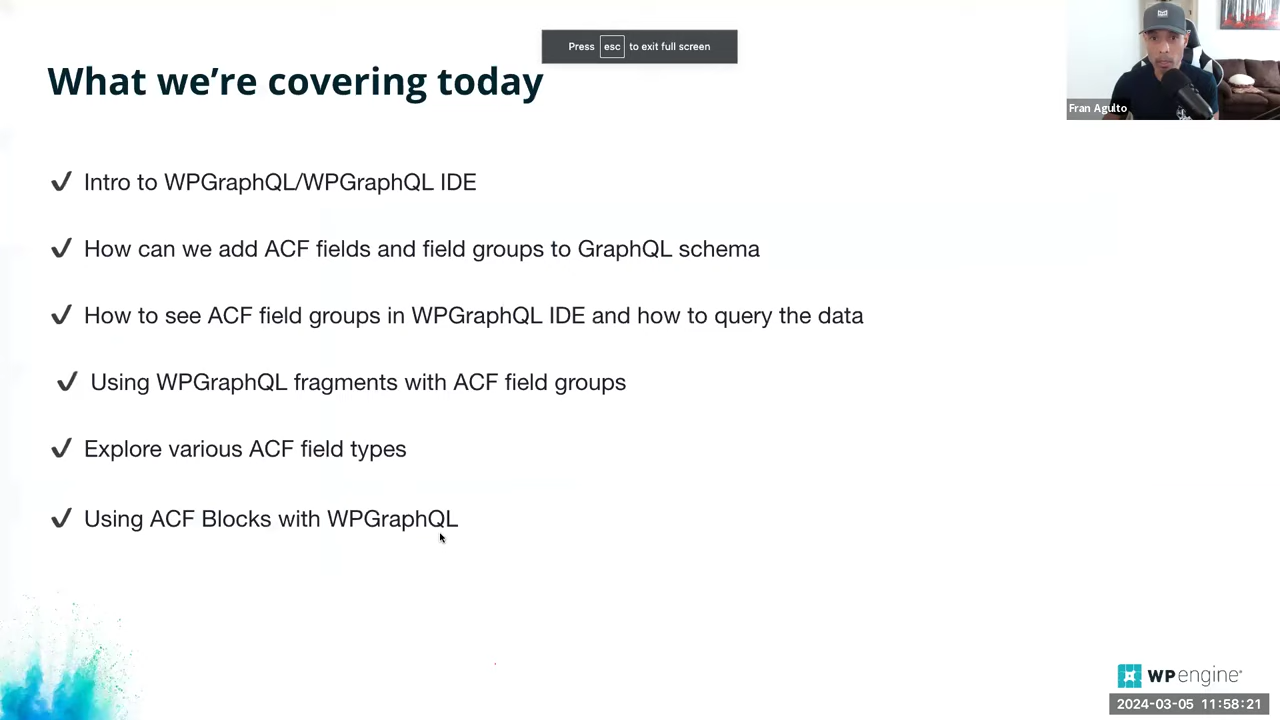 Press esc to exit full screen
What we're covering today
Fran Agulto
✔ Intro to WPGraphQL/WPGraphQL IDE
✔ How can we add ACF fields and field groups to GraphQL schema
✔ How to see ACF field groups in WPGraphQL IDE and how to query the data
✔ Using WPGraphQL fragments with ACF field groups
✔ Explore various ACF field types
✔ Using ACF Blocks with WPGraphQL
WP engine
2024-03-05 11:58:21